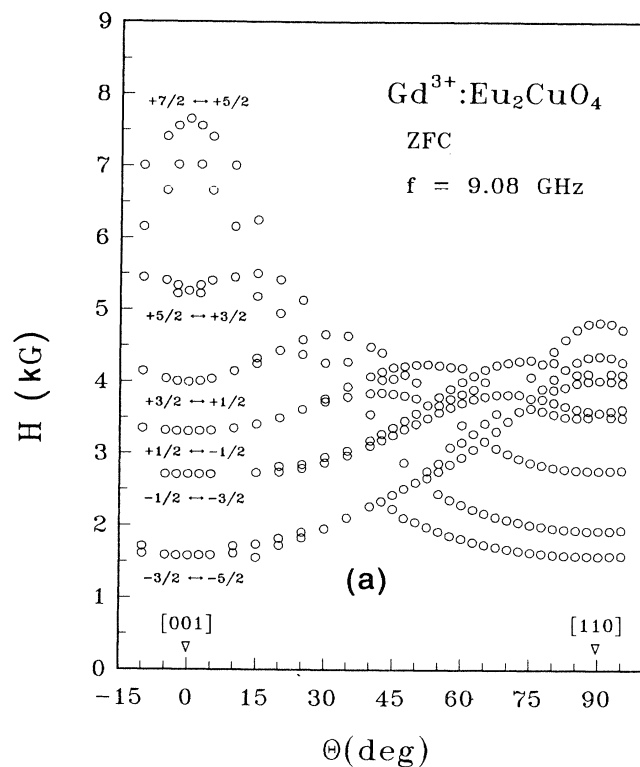 9
8
7
6
5
4
3
2
1
0
H (kG)
+7/2 ↔ +5/2
Gd³⁺:Eu₂CuO₄
ZFC
f = 9.08 GHz
+5/2 ↔ +3/2
+3/2 ↔ +1/2
+1/2 ↔ −1/2
−1/2 ↔ −3/2
−3/2 ↔ −5/2
(a)
[001]
[110]
−15 0 15 30 45 60 75 90
Θ(deg)